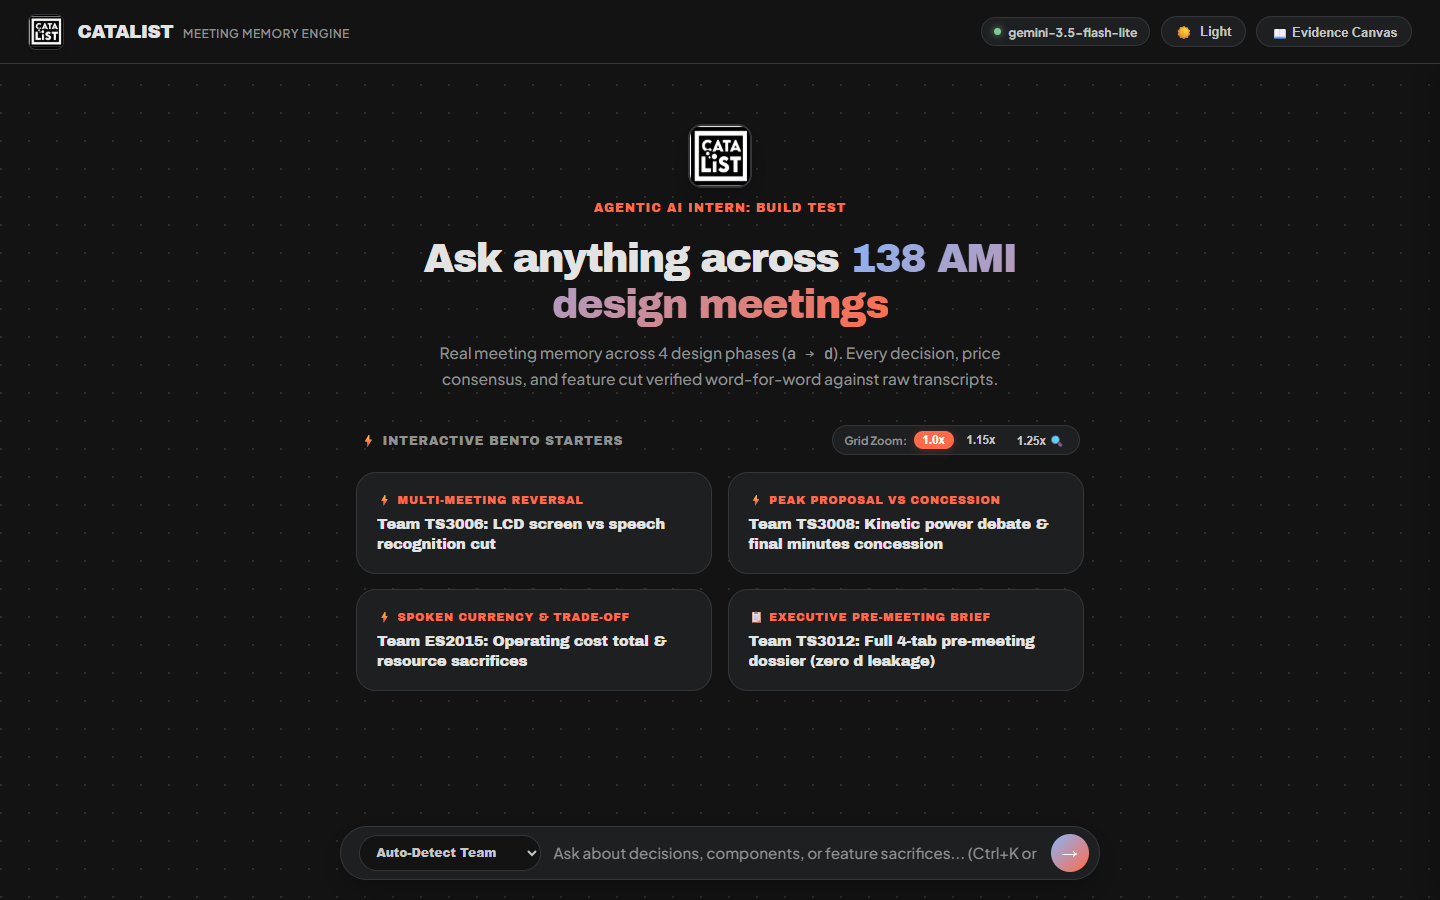 CATA
LiST
CATALIST MEETING MEMORY ENGINE
gemini-3.5-flash-lite
Light
Evidence Canvas
CATA
LiST
AGENTIC AI INTERN: BUILD TEST
Ask anything across 138 AMI
design meetings
Real meeting memory across 4 design phases (a → d). Every decision, price
consensus, and feature cut verified word-for-word against raw transcripts.
INTERACTIVE BENTO STARTERS
Grid Zoom: 1.0x 1.15x 1.25x
MULTI-MEETING REVERSAL
Team TS3006: LCD screen vs speech
recognition cut
PEAK PROPOSAL VS CONCESSION
Team TS3008: Kinetic power debate &
final minutes concession
SPOKEN CURRENCY & TRADE-OFF
Team ES2015: Operating cost total &
resource sacrifices
EXECUTIVE PRE-MEETING BRIEF
Team TS3012: Full 4-tab pre-meeting
dossier (zero d leakage)
Auto-Detect Team
Ask about decisions, components, or feature sacrifices... (Ctrl+K or
→